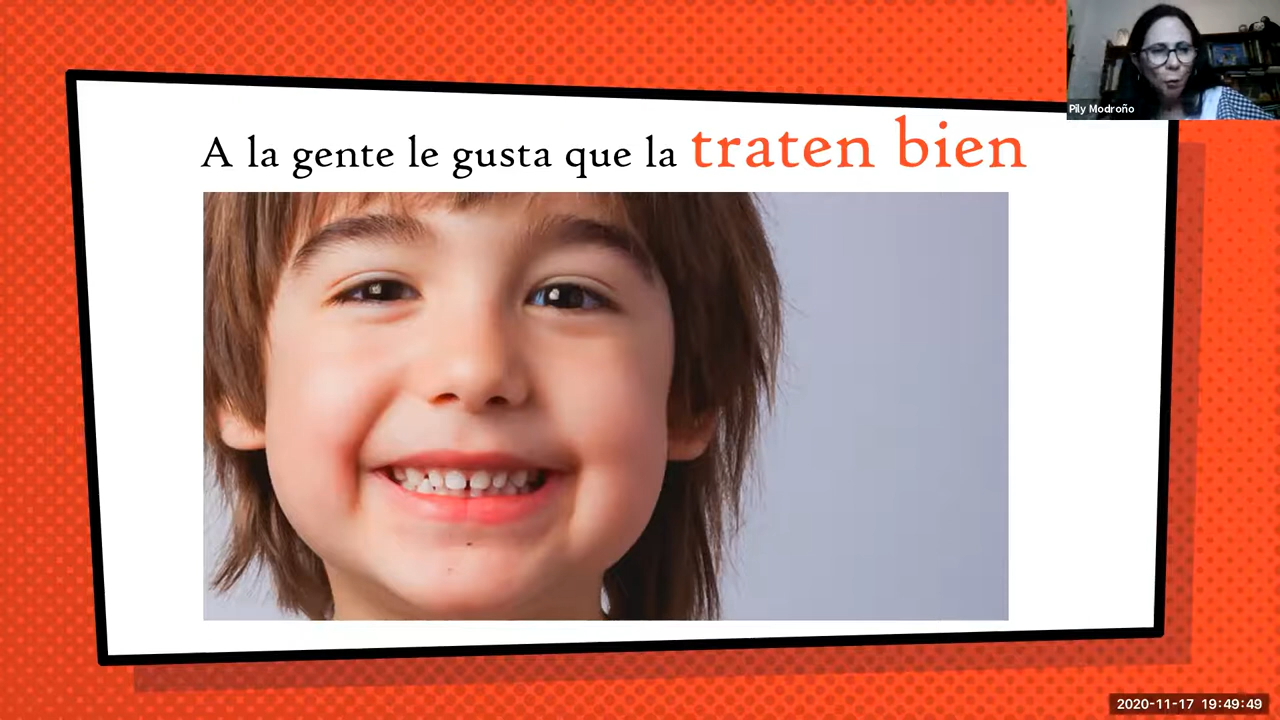 A la gente le gusta que la traten bien
Pily Modroño
2020-11-17 19:49:49